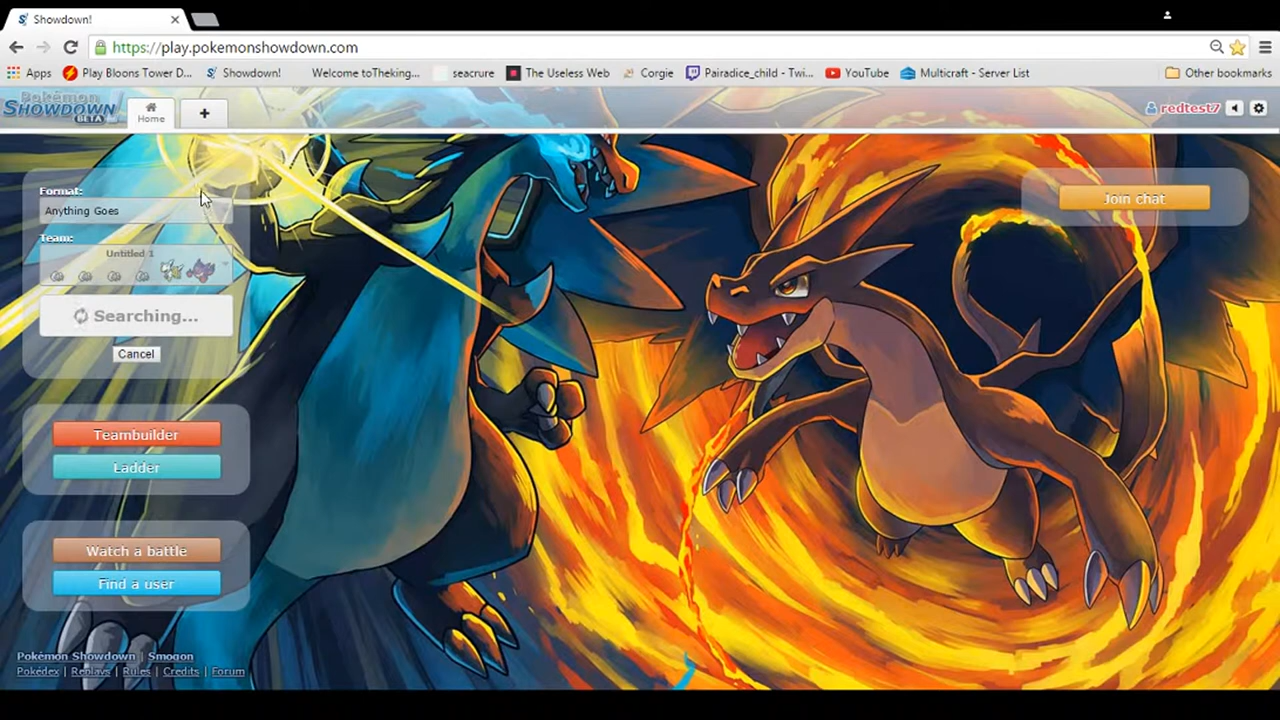 Showdown!
https://play.pokemonshowdown.com
Apps Play Bloons Tower D... Showdown! Welcome toTheking,... seacrure The Useless Web Corgie Pairadice_child - Twi... YouTube Multicraft - Server List Other bookmarks
Pokémon
SHOWDOWN
BETA
Home
+
redtest7
Format:
Anything Goes
Team:
Untitled 1
Searching...
Cancel
Join chat
Teambuilder
Ladder
Watch a battle
Find a user
Pokémon Showdown | Smogon
Pokédex | Replays | Rules | Credits | Forum